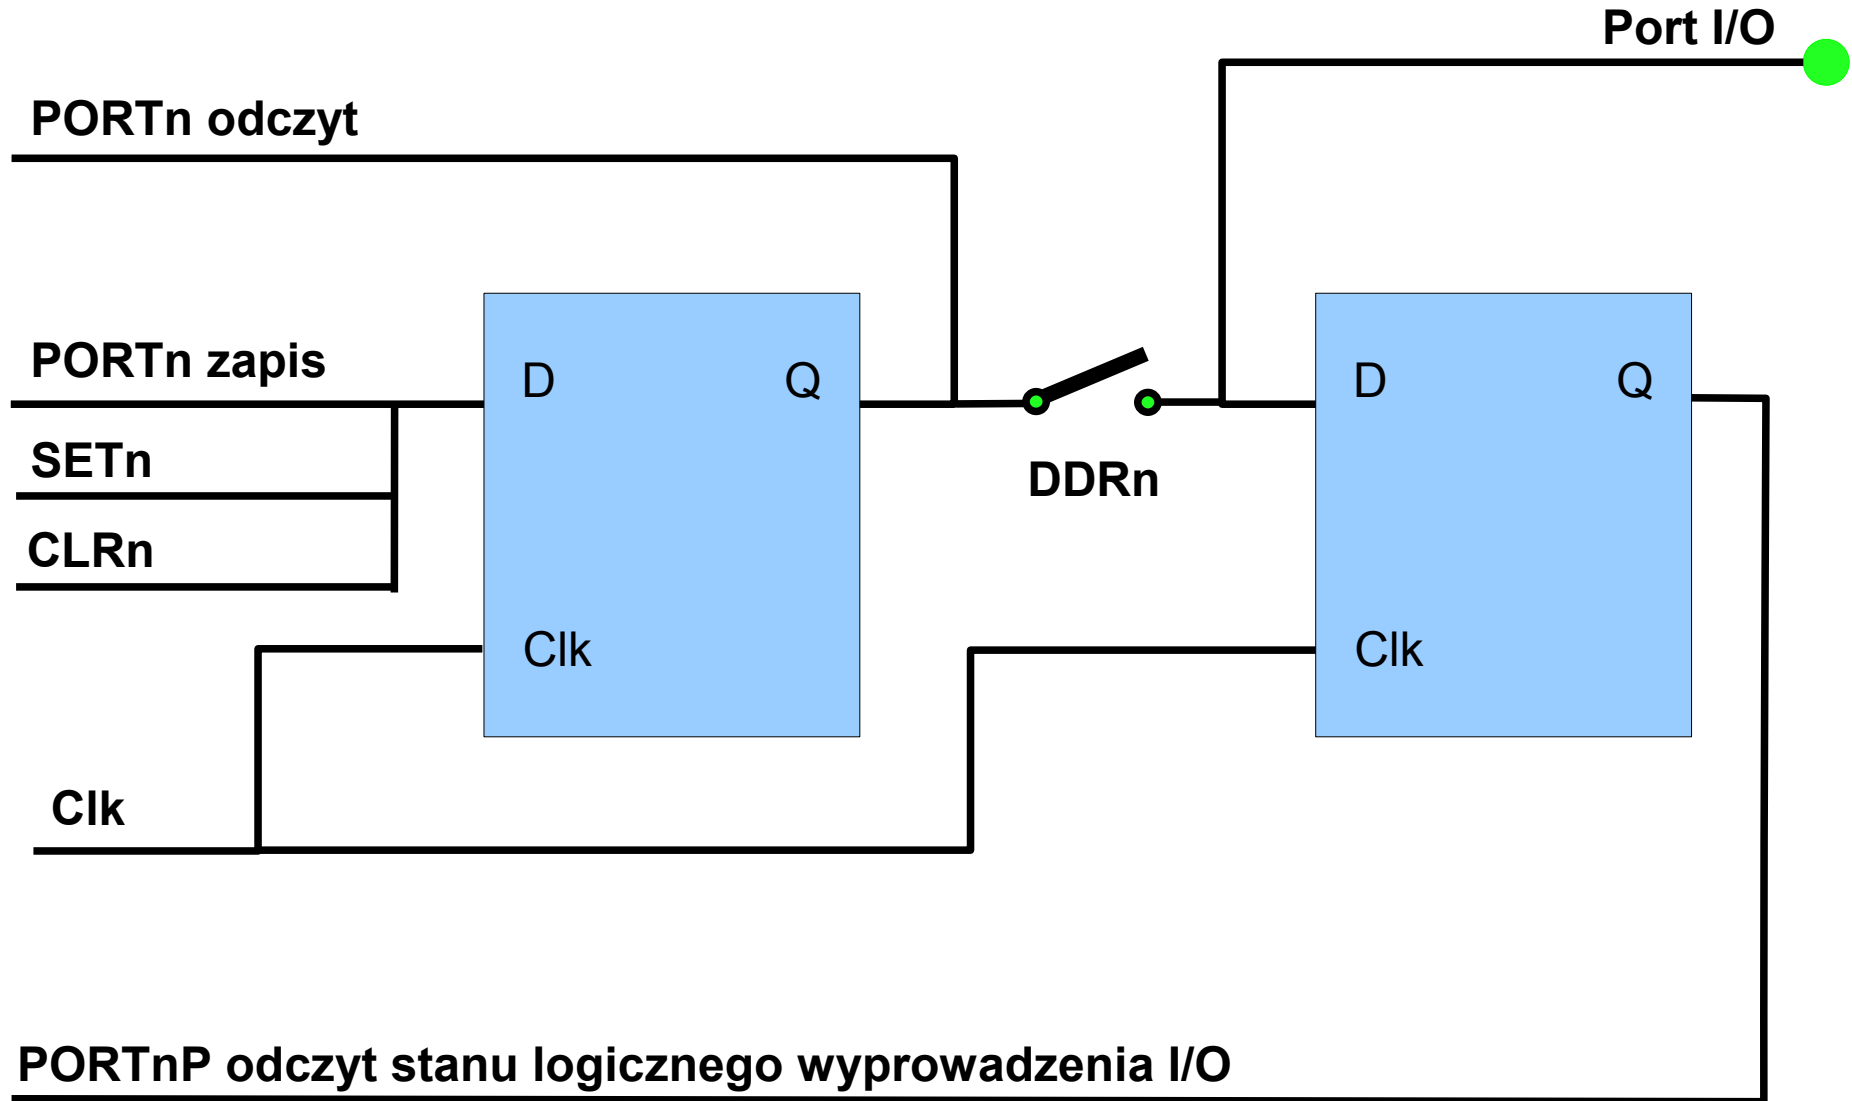 Port I/O
PORTn odczyt
PORTn zapis
D
Q
D
Q
SETn
DDRn
CLRn
Clk
Clk
Clk
PORTnP odczyt stanu logicznego wyprowadzenia I/O